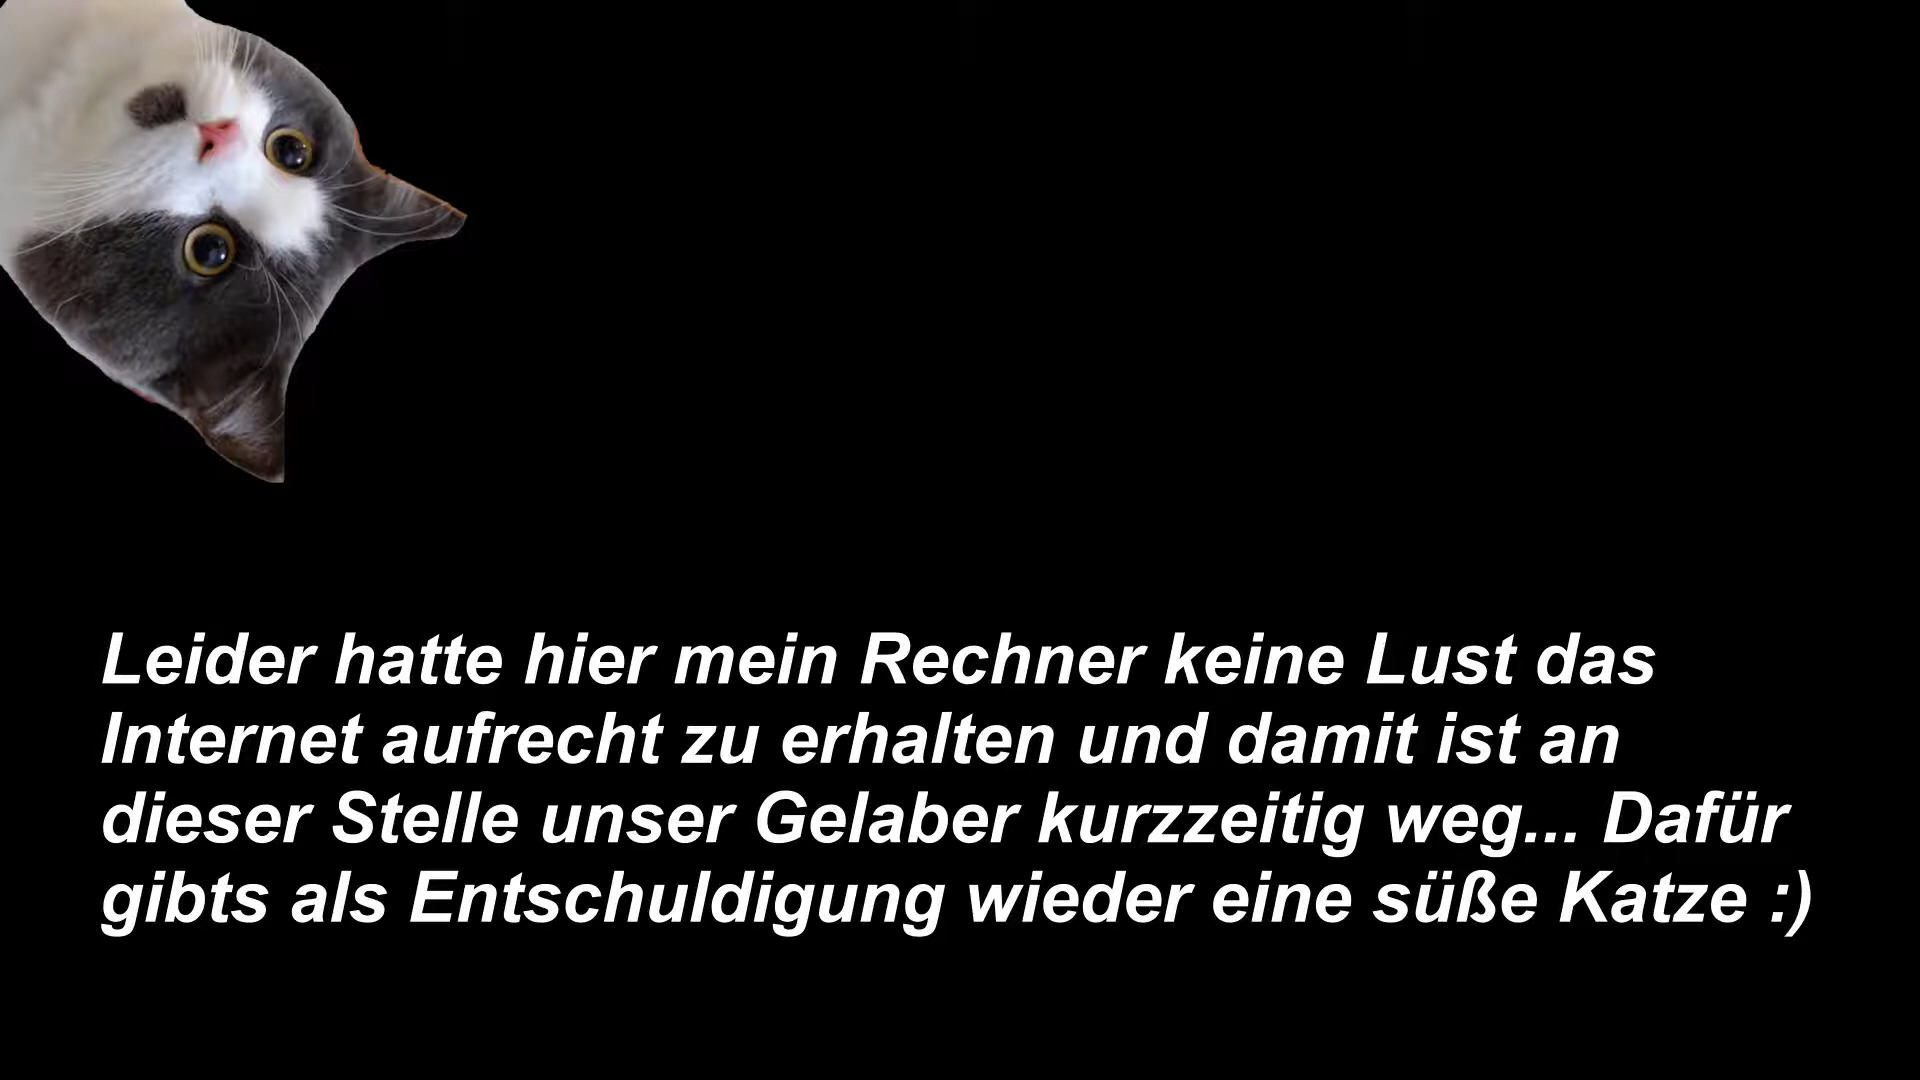 Leider hatte hier mein Rechner keine Lust das
Internet aufrecht zu erhalten und damit ist an
dieser Stelle unser Gelaber kurzzeitig weg... Dafür
gibts als Entschuldigung wieder eine süße Katze :)